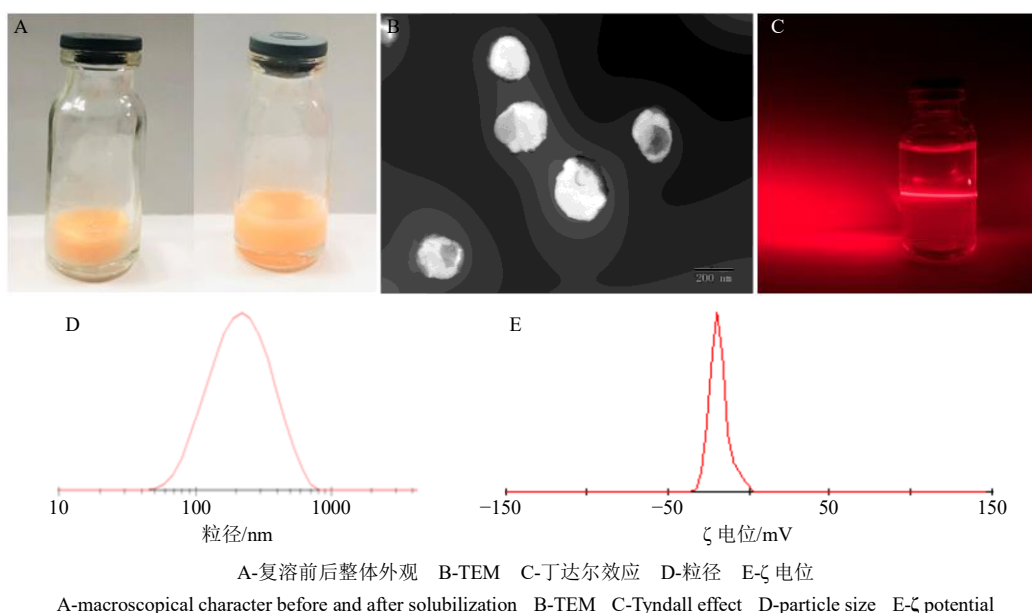 A
B
C
200 nm
D
E
10
100
1000
−150
−50
50
150
粒径/nm
ζ 电位/mV
A-复溶前后整体外观 B-TEM C-丁达尔效应 D-粒径 E-ζ 电位
A-macroscopical character before and after solubilization B-TEM C-Tyndall effect D-particle size E-ζ potential